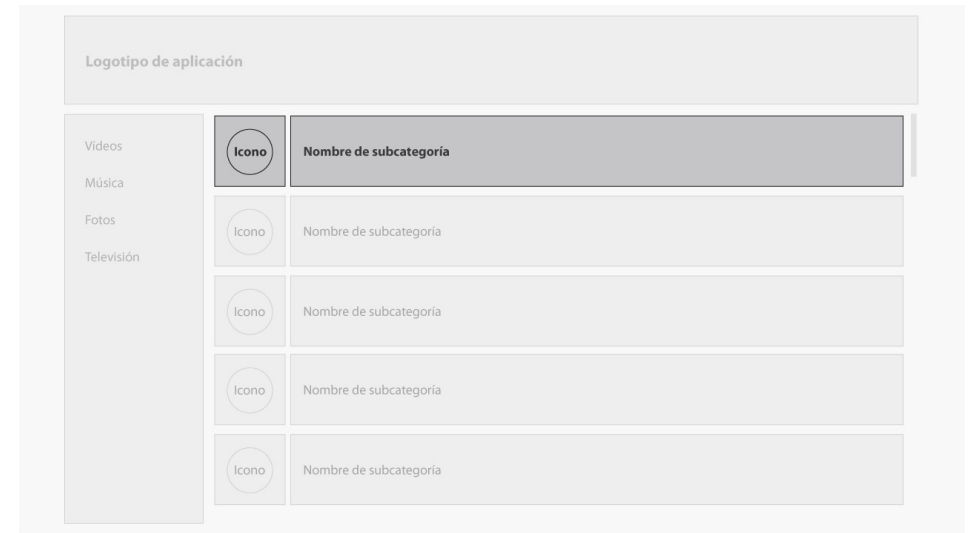 Logotipo de aplicación
Vídeos
Música
Fotos
Televisión
Icono
Nombre de subcategoría
Icono
Nombre de subcategoría
Icono
Nombre de subcategoría
Icono
Nombre de subcategoría
Icono
Nombre de subcategoría